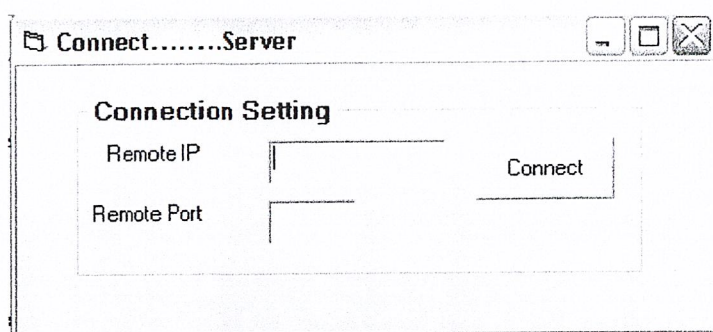 Connect........Server
Connection Setting
Remote IP
Connect
Remote Port